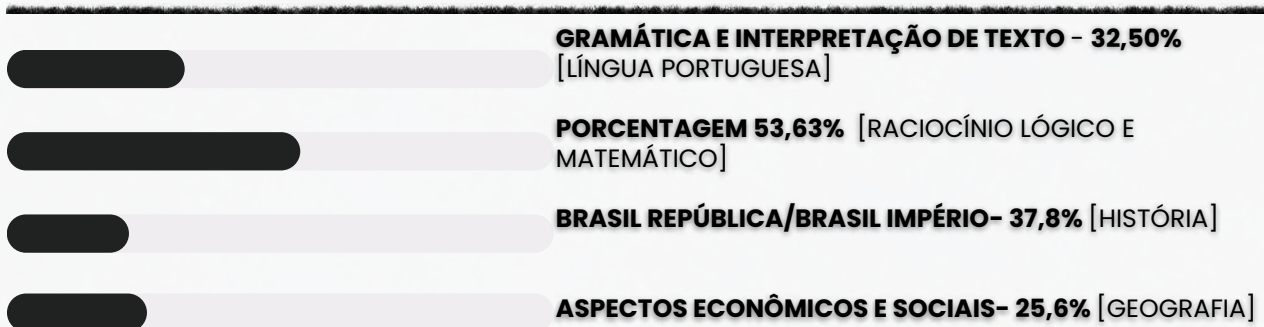 GRAMÁTICA E INTERPRETAÇÃO DE TEXTO - 32,50%
[LÍNGUA PORTUGUESA]
PORCENTAGEM 53,63% [RACIOCÍNIO LÓGICO E
MATEMÁTICO]
BRASIL REPÚBLICA/BRASIL IMPÉRIO- 37,8% [HISTÓRIA]
ASPECTOS ECONÔMICOS E SOCIAIS- 25,6% [GEOGRAFIA]